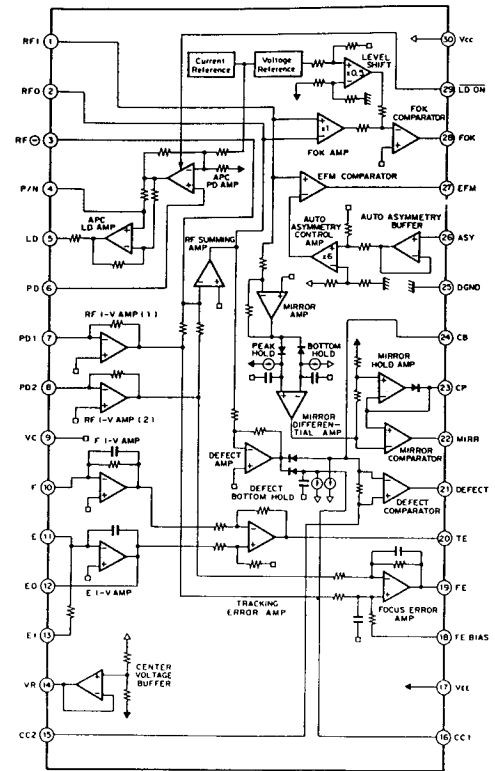 RFI 1
RFO 2
RF⊖ 3
P/N 4
LD 5
PD 6
PD1 7
PD2 8
VC 9
F 10
E 11
EO 12
EI 13
VR 14
CC2 15
30 Vcc
29 LD ON
28 FOK
27 EFM
26 ASY
25 DGND
24 CB
23 CP
22 MIRR
21 DEFECT
20 TE
19 FE
18 FE BIAS
17 VEE
16 CC1
Current
Reference
Voltage
Reference
LEVEL
SHIFT
×0.5
FOK COMPARATOR
×1
FOK AMP
APC
PD AMP
APC
LD AMP
EFM COMPARATOR
AUTO
ASYMMETRY
CONTROL
AMP
AUTO ASYMMETRY
BUFFER
×6
RF SUMMING
AMP
MIRROR
AMP
RF I-V AMP (1)
RF I-V AMP (2)
PEAK
HOLD
BOTTOM
HOLD
MIRROR
HOLD AMP
MIRROR
DIFFEREN-
TIAL AMP
MIRROR
COMPARATOR
F I-V AMP
DEFECT
AMP
DEFECT
BOTTOM HOLD
DEFECT
COMPARATOR
E I-V AMP
TRACKING
ERROR AMP
FOCUS ERROR
AMP
CENTER
VOLTAGE
BUFFER